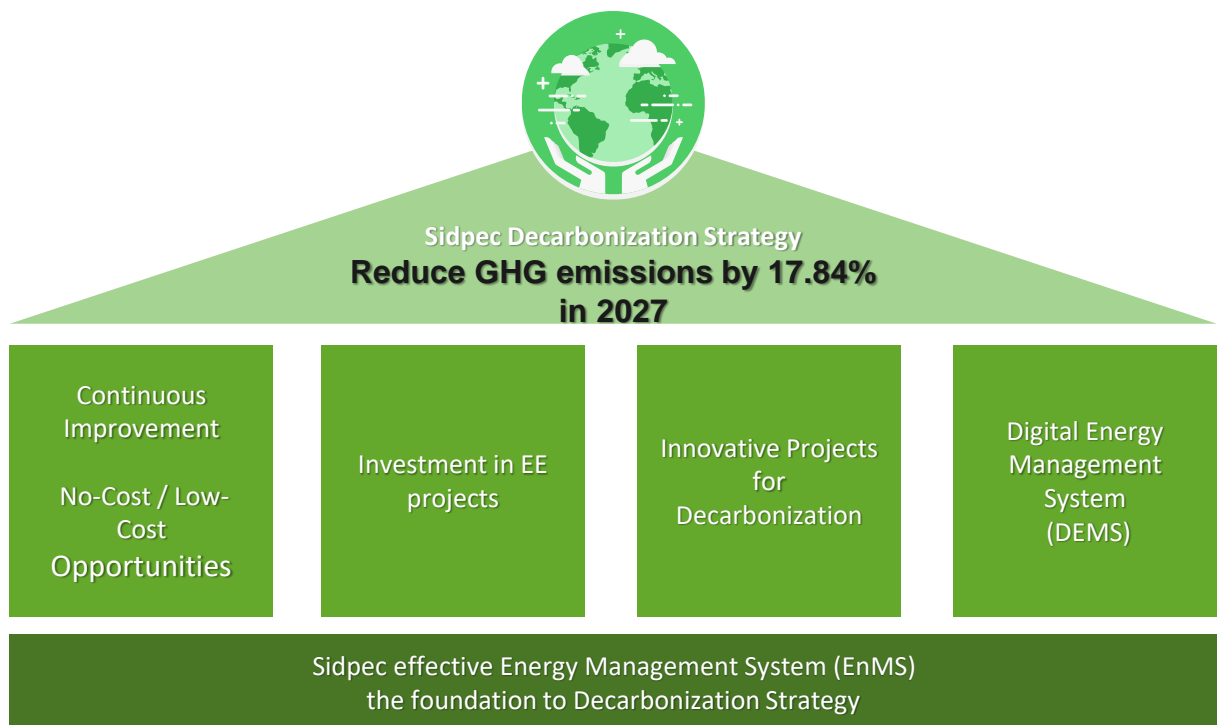 Sidpec Decarbonization Strategy
Reduce GHG emissions by 17.84%
in 2027
Continuous
Improvement
No-Cost / Low-
Cost
Opportunities
Investment in EE
projects
Innovative Projects
for
Decarbonization
Digital Energy
Management
System
(DEMS)
Sidpec effective Energy Management System (EnMS)
the foundation to Decarbonization Strategy